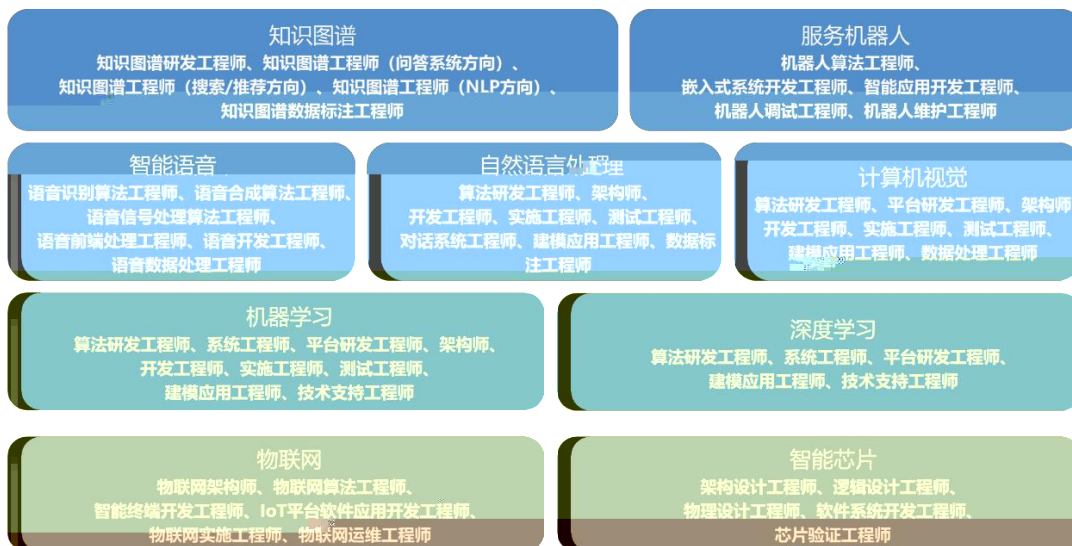 知识图谱
知识图谱研发工程师、知识图谱工程师（问答系统方向）、
知识图谱工程师（搜索/推荐方向）、知识图谱工程师（NLP方向）、
知识图谱数据标注工程师
服务机器人
机器人算法工程师、
嵌入式系统开发工程师、智能应用开发工程师、
机器人调试工程师、机器人维护工程师
智能语音
语音识别算法工程师、语音合成算法工程师、
语音信号处理算法工程师、
语音前端处理工程师、语音开发工程师、
语音数据处理工程师
自然语言处理
算法研发工程师、架构师、
开发工程师、实施工程师、测试工程师、
对话系统工程师、建模应用工程师、数据标
注工程师
计算机视觉
算法研发工程师、平台研发工程师、架构师
开发工程师、实施工程师、测试工程师、
建模应用工程师、数据处理工程师
机器学习
算法研发工程师、系统工程师、平台研发工程师、架构师、
开发工程师、实施工程师、测试工程师、
建模应用工程师、技术支持工程师
深度学习
算法研发工程师、系统工程师、平台研发工程师、
建模应用工程师、技术支持工程师
物联网
物联网架构师、物联网算法工程师、
智能终端开发工程师、IoT平台软件应用开发工程师、
物联网实施工程师、物联网运维工程师
智能芯片
架构设计工程师、逻辑设计工程师、
物理设计工程师、软件系统开发工程师、
芯片验证工程师